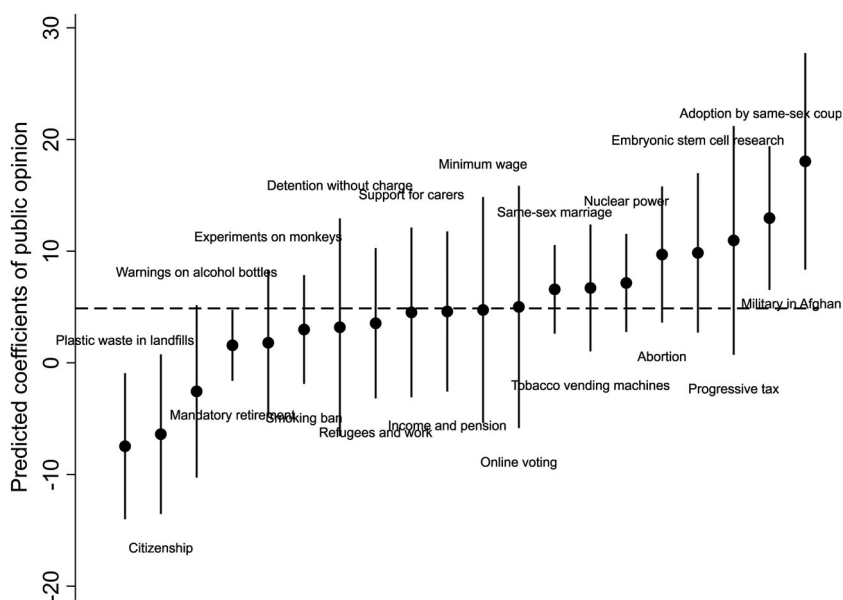 Predicted coefficients of public opinion
30
20
10
0
-10
-20
Adoption by same-sex coup
Embryonic stem cell research
Minimum wage
Detention without charge
Support for carers
Nuclear power
Same-sex marriage
Experiments on monkeys
Warnings on alcohol bottles
Military in Afghan
Plastic waste in landfills
Abortion
Tobacco vending machines
Progressive tax
Mandatory retirement
Smoking ban
Income and pension
Refugees and work
Online voting
Citizenship